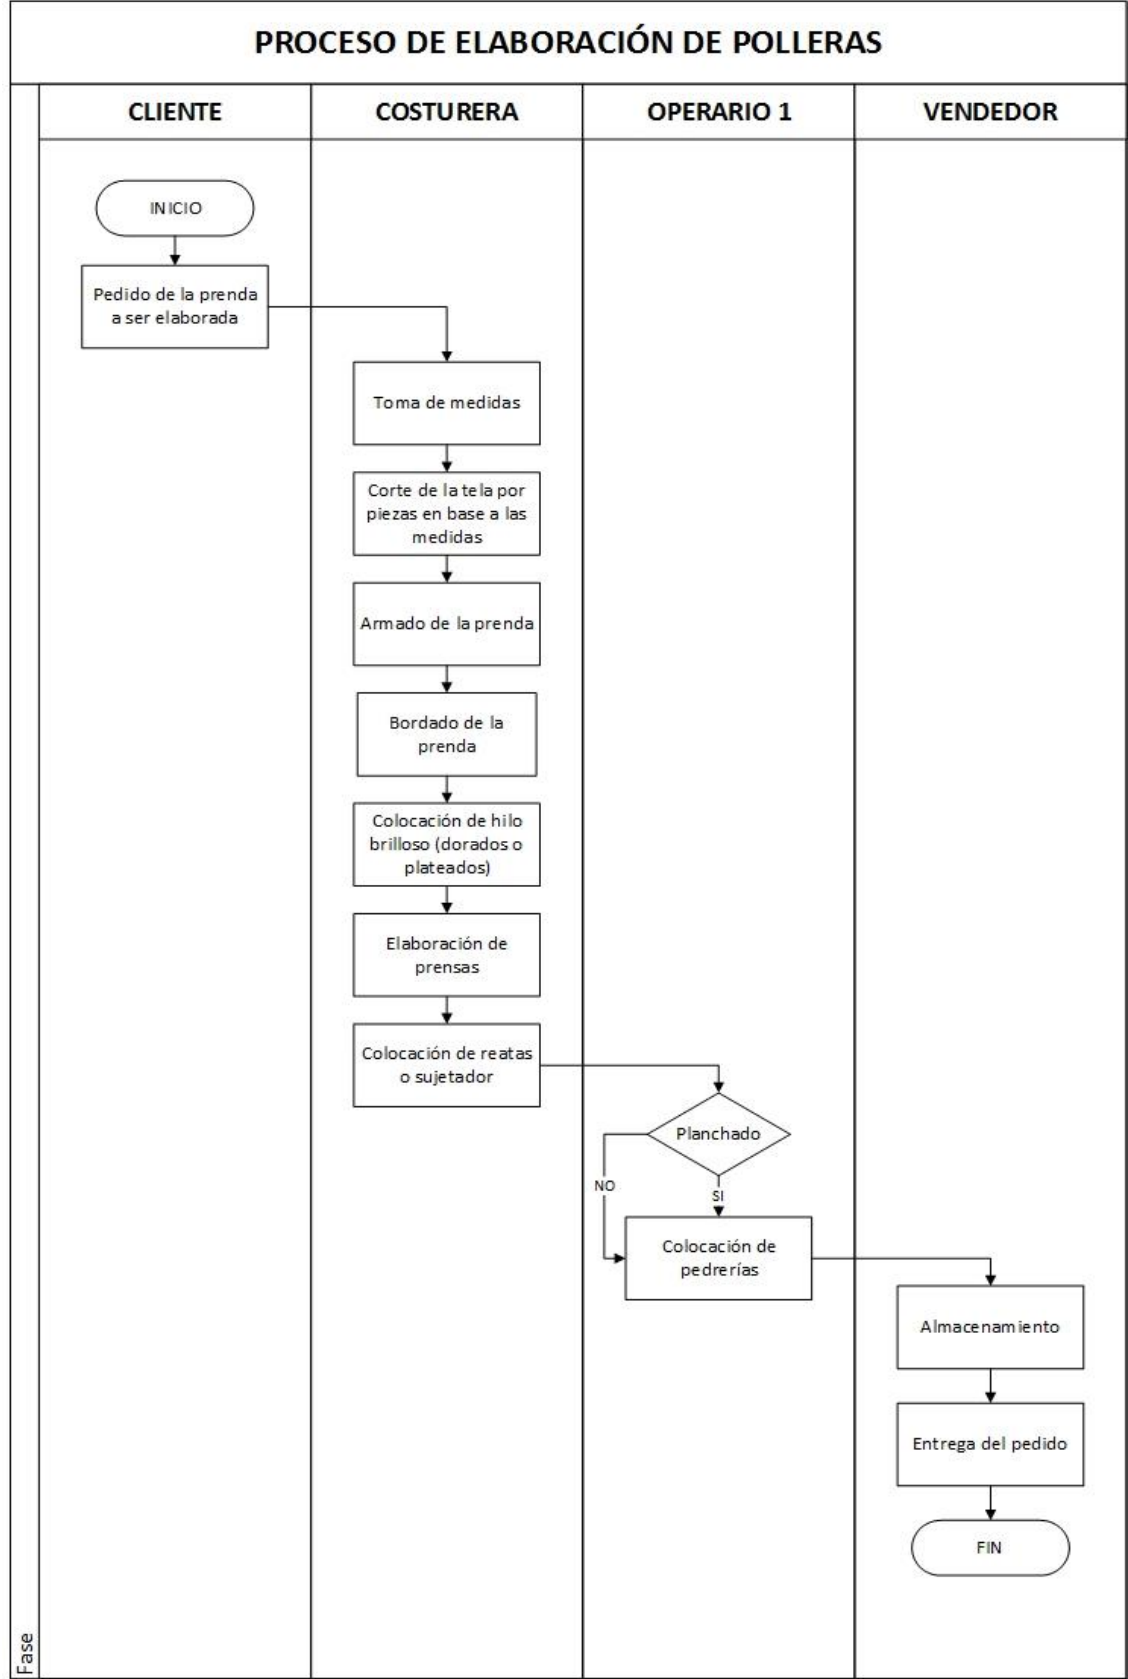 PROCESO DE ELABORACIÓN DE POLLERAS
CLIENTE
COSTURERA
OPERARIO 1
VENDEDOR
INICIO
Pedido de la prenda
a ser elaborada
Toma de medidas
Corte de la tela por
piezas en base a las
medidas
Armado de la prenda
Bordado de la
prenda
Colocación de hilo
brilloso (dorados o
plateados)
Elaboración de
prensas
Colocación de reatas
o sujetador
Planchado
NO
SI
Colocación de
pedrerías
Almacenamiento
Entrega del pedido
FIN
Fase